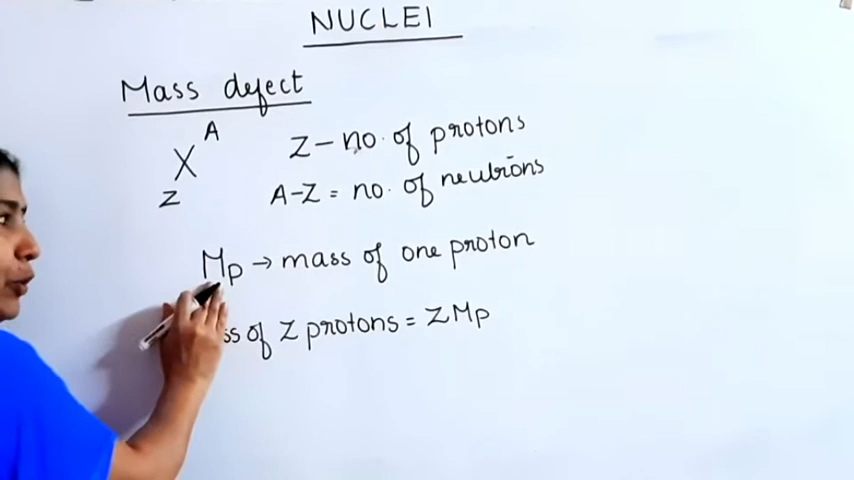 NUCLEI
Mass defect
X A Z
Z – no. of protons
A-Z = no. of neutrons
Mp → mass of one proton
of Z protons = ZMp